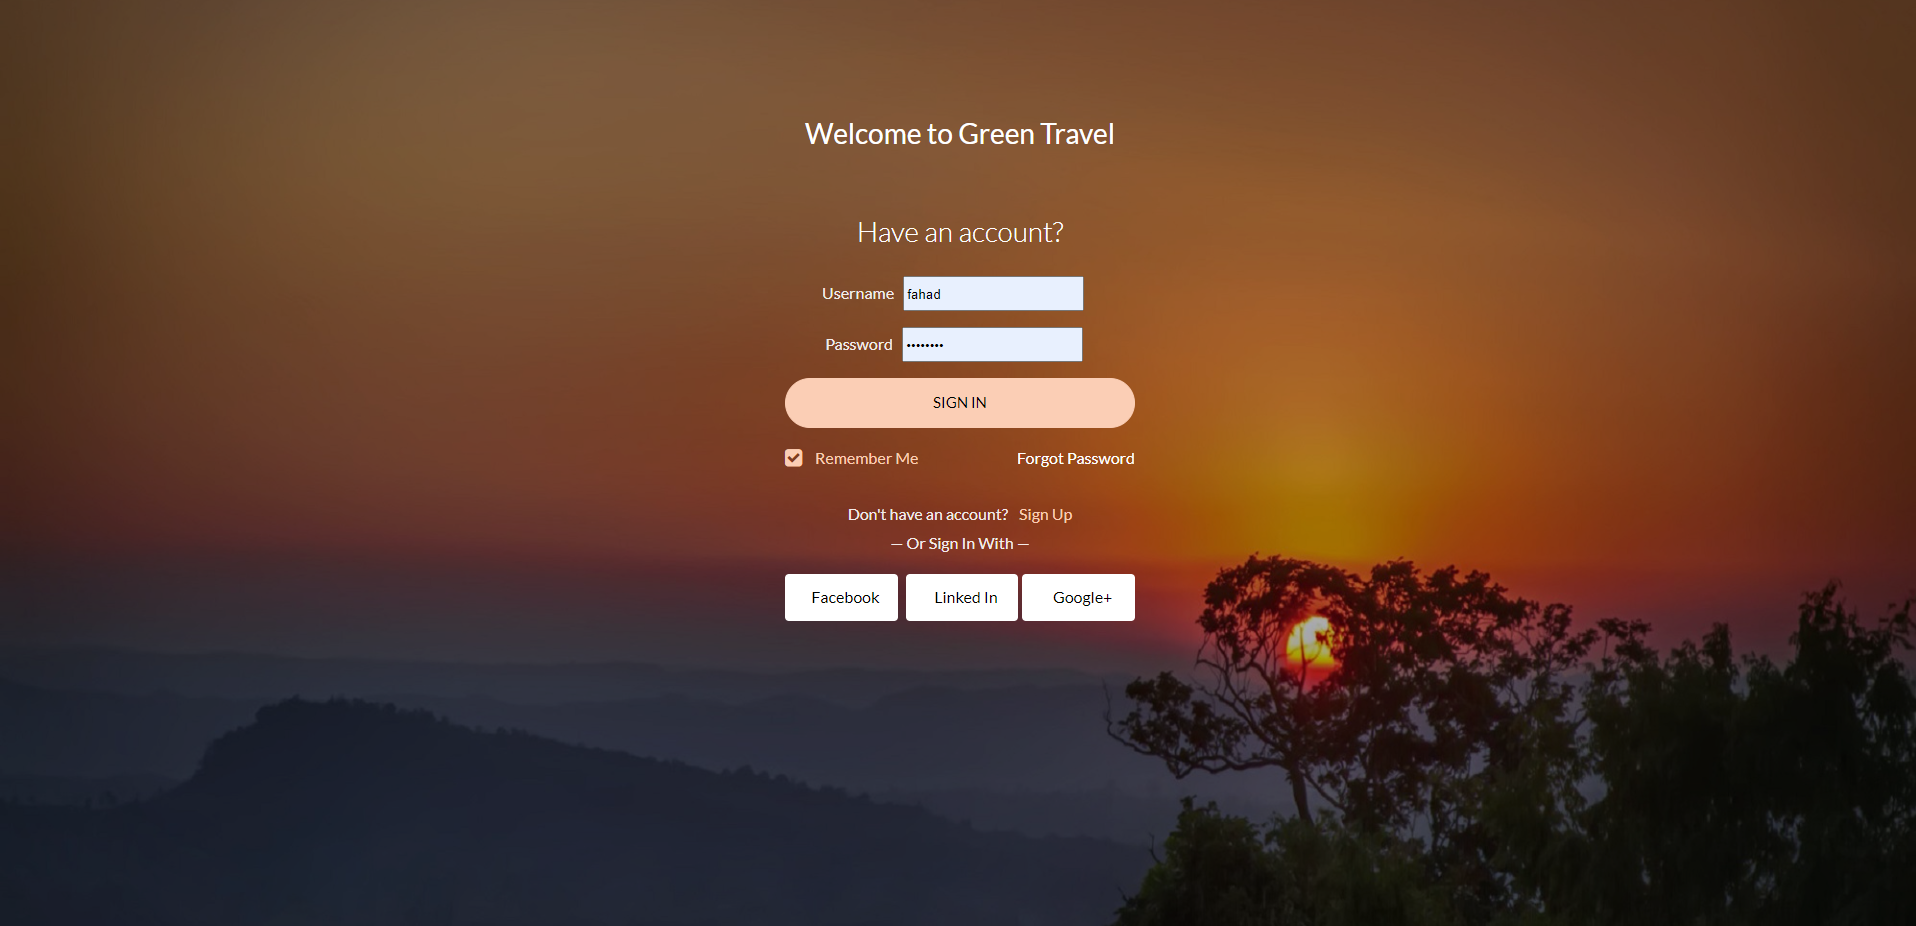 Welcome to Green Travel
Have an account?
Username fahad
Password ••••••••
SIGN IN
Remember Me Forgot Password
Don't have an account? Sign Up
— Or Sign In With —
Facebook Linked In Google+